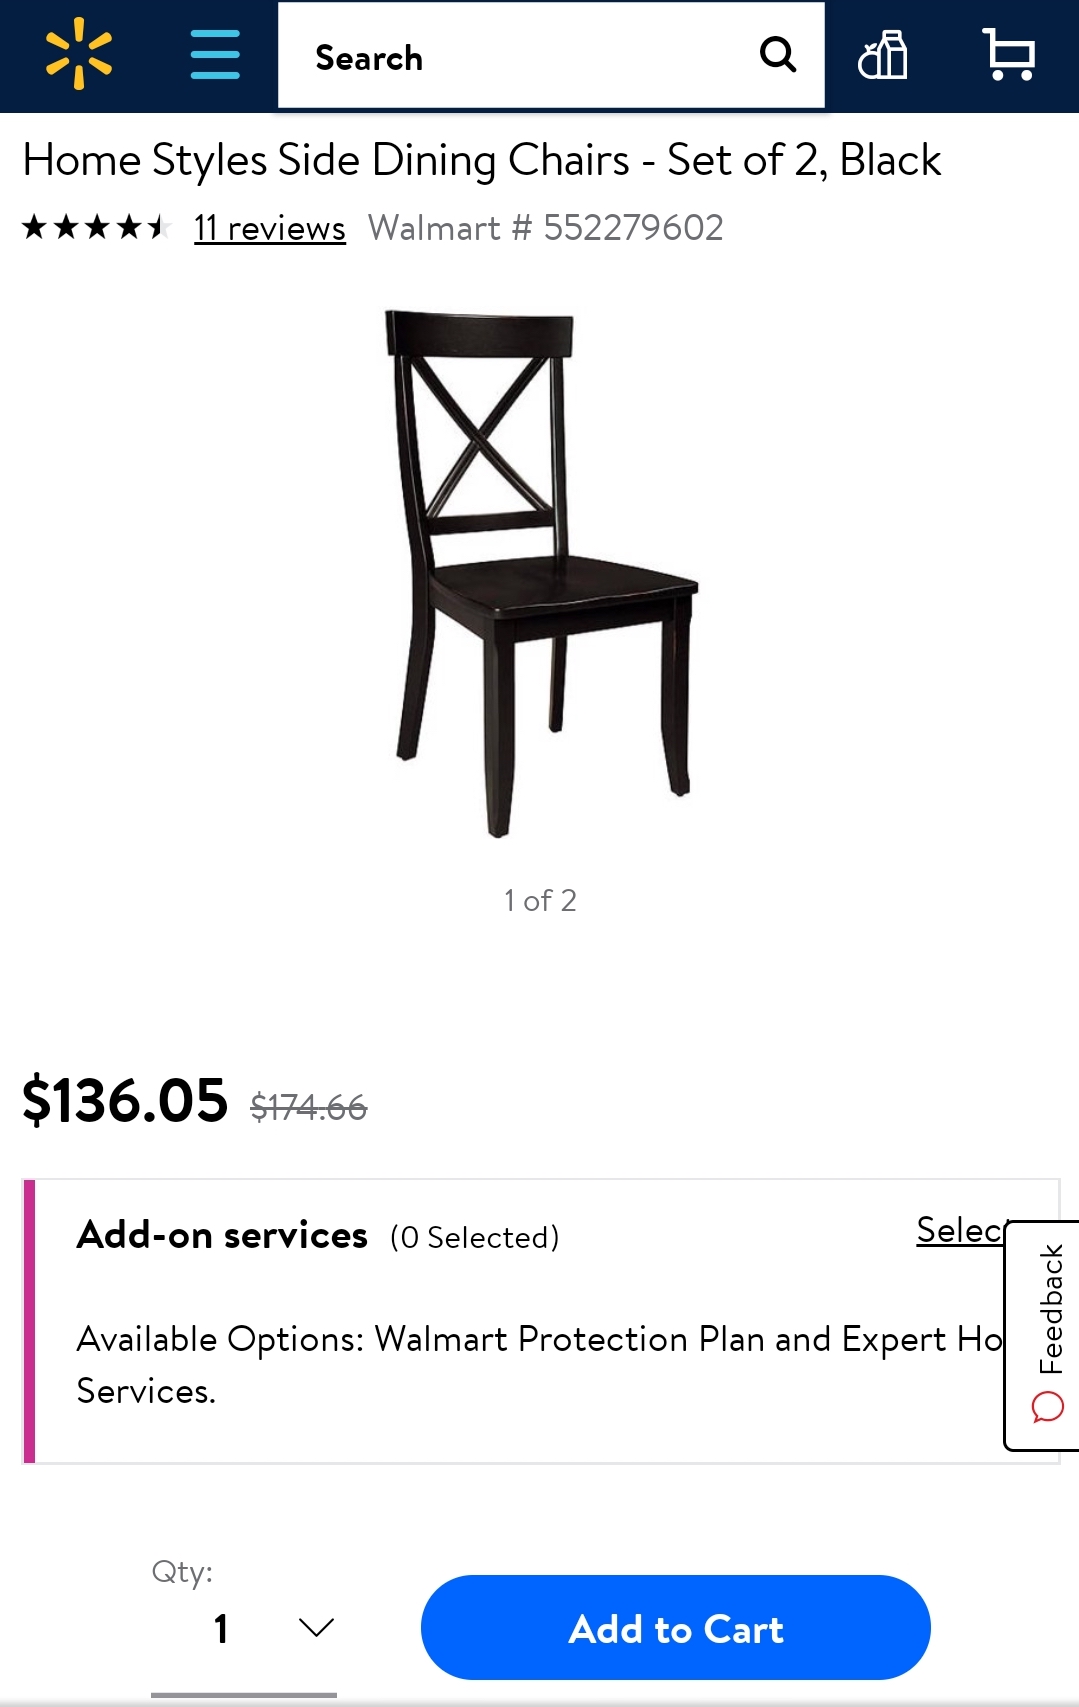 Search
Home Styles Side Dining Chairs - Set of 2, Black
11 reviews Walmart # 552279602
1 of 2
$136.05 $174.66
Add-on services (0 Selected)
Selec
Available Options: Walmart Protection Plan and Expert Ho
Services.
Feedback
Qty:
1
Add to Cart